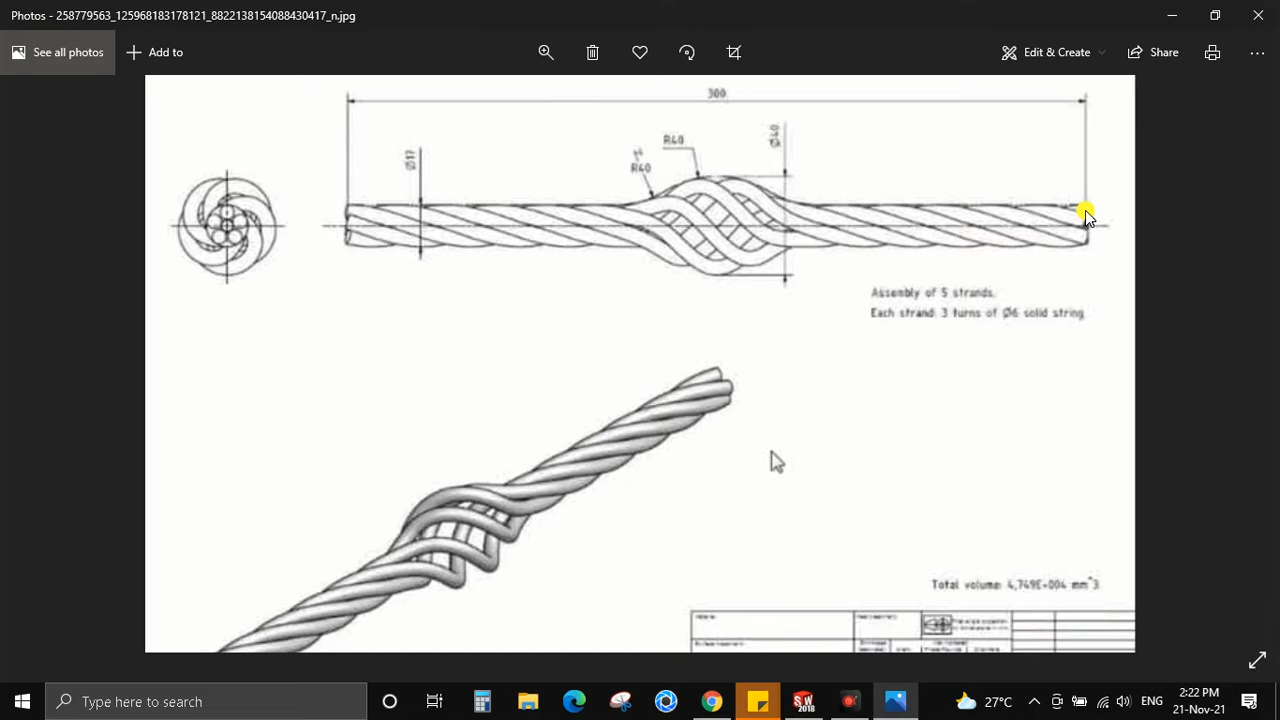 Photos - 258779563_125968183178121_8822138154088430417_n.jpg
See all photos
Add to
Edit & Create
Share
300
Ø17
R40
R40
Ø40
Assembly of 5 strands.
Each strand: 3 turns of Ø6 solid string
Total volume: 4,749E+004 mm^3
Type here to search
SW
2018
27°C
ENG
2:22 PM
21-Nov-21